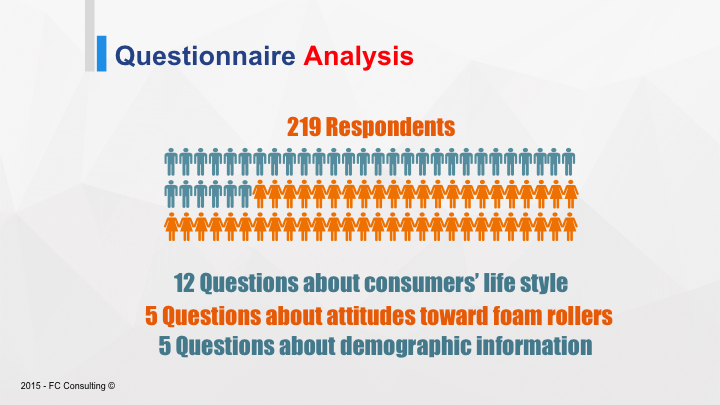 Questionnaire Analysis
219 Respondents
12 Questions about consumers’ life style
5 Questions about attitudes toward foam rollers
5 Questions about demographic information
2015 - FC Consulting ©